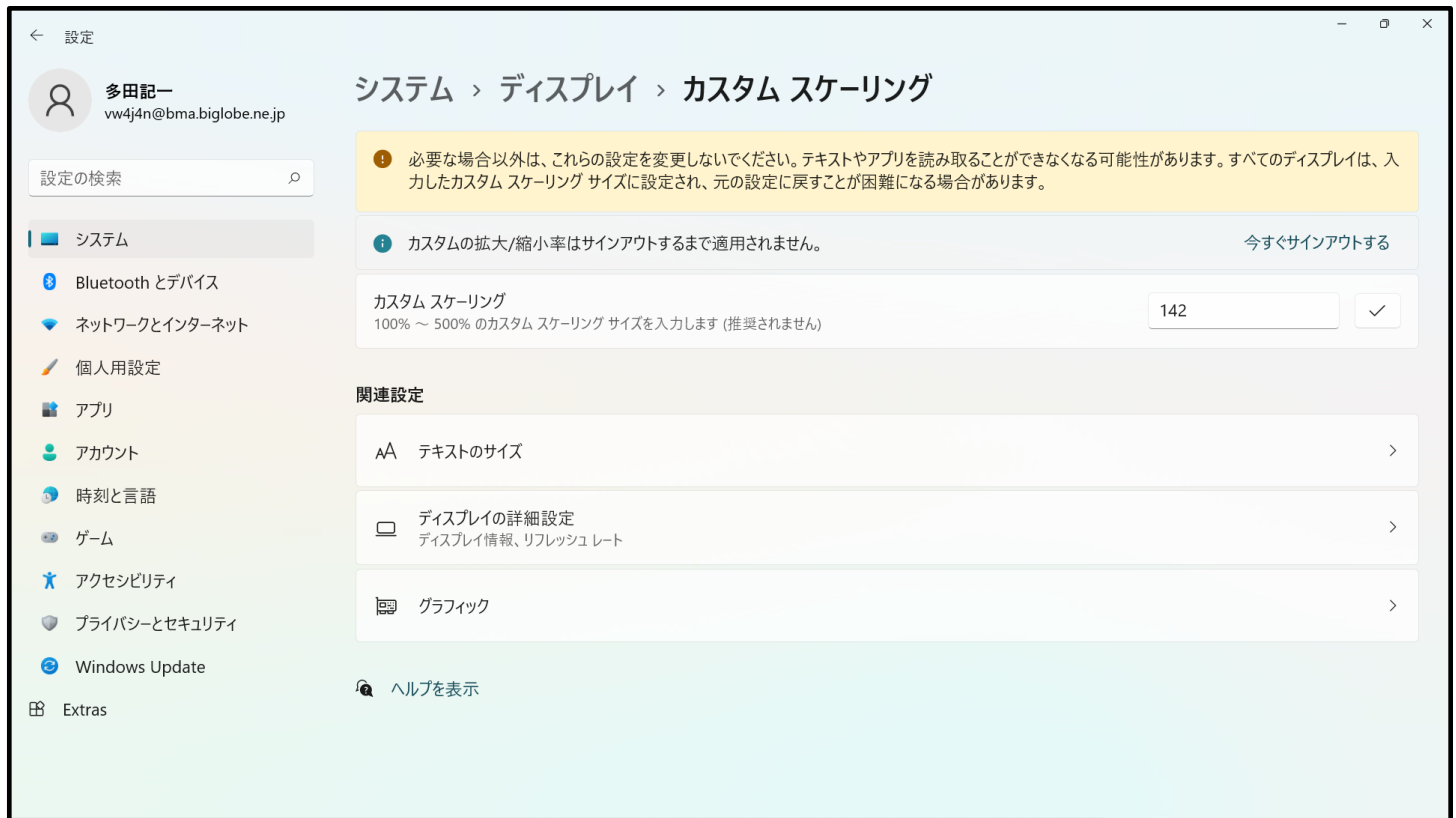 設定
多田記一
vw4j4n@bma.biglobe.ne.jp
設定の検索
システム
Bluetooth とデバイス
ネットワークとインターネット
個人用設定
アプリ
アカウント
時刻と言語
ゲーム
アクセシビリティ
プライバシーとセキュリティ
Windows Update
Extras
システム › ディスプレイ › カスタム スケーリング
必要な場合以外は、これらの設定を変更しないでください。テキストやアプリを読み取ることができなくなる可能性があります。すべてのディスプレイは、入
力したカスタム スケーリング サイズに設定され、元の設定に戻すことが困難になる場合があります。
カスタムの拡大/縮小率はサインアウトするまで適用されません。 今すぐサインアウトする
カスタム スケーリング
100% ～ 500% のカスタム スケーリング サイズを入力します (推奨されません)
142
関連設定
テキストのサイズ
ディスプレイの詳細設定
ディスプレイ情報、リフレッシュ レート
グラフィック
ヘルプを表示